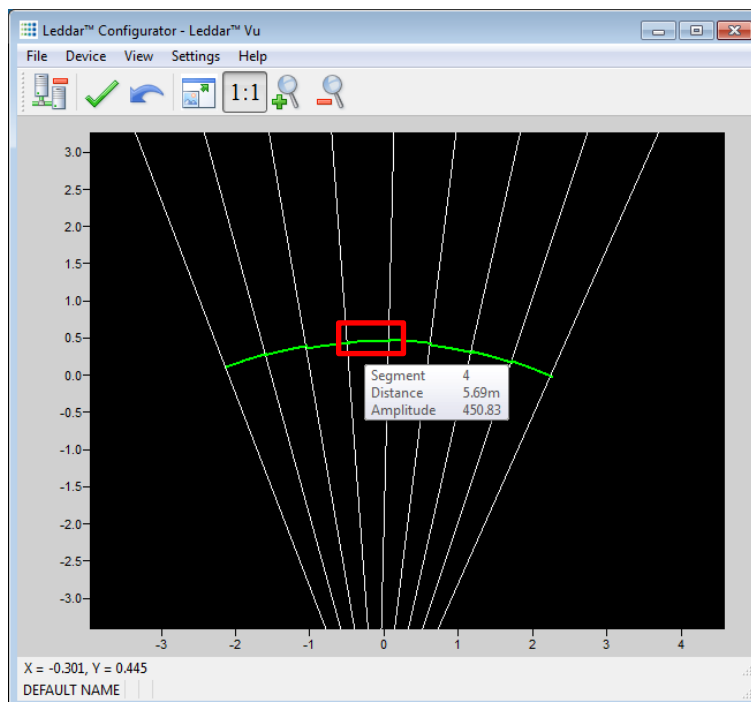 Leddar™ Configurator - Leddar™ Vu
File Device View Settings Help
1:1
3.0
2.5
2.0
1.5
1.0
0.5
0.0
-0.5
-1.0
-1.5
-2.0
-2.5
-3.0
Segment 4
Distance 5.69m
Amplitude 450.83
-3 -2 -1 0 1 2 3 4
X = -0.301, Y = 0.445
DEFAULT NAME